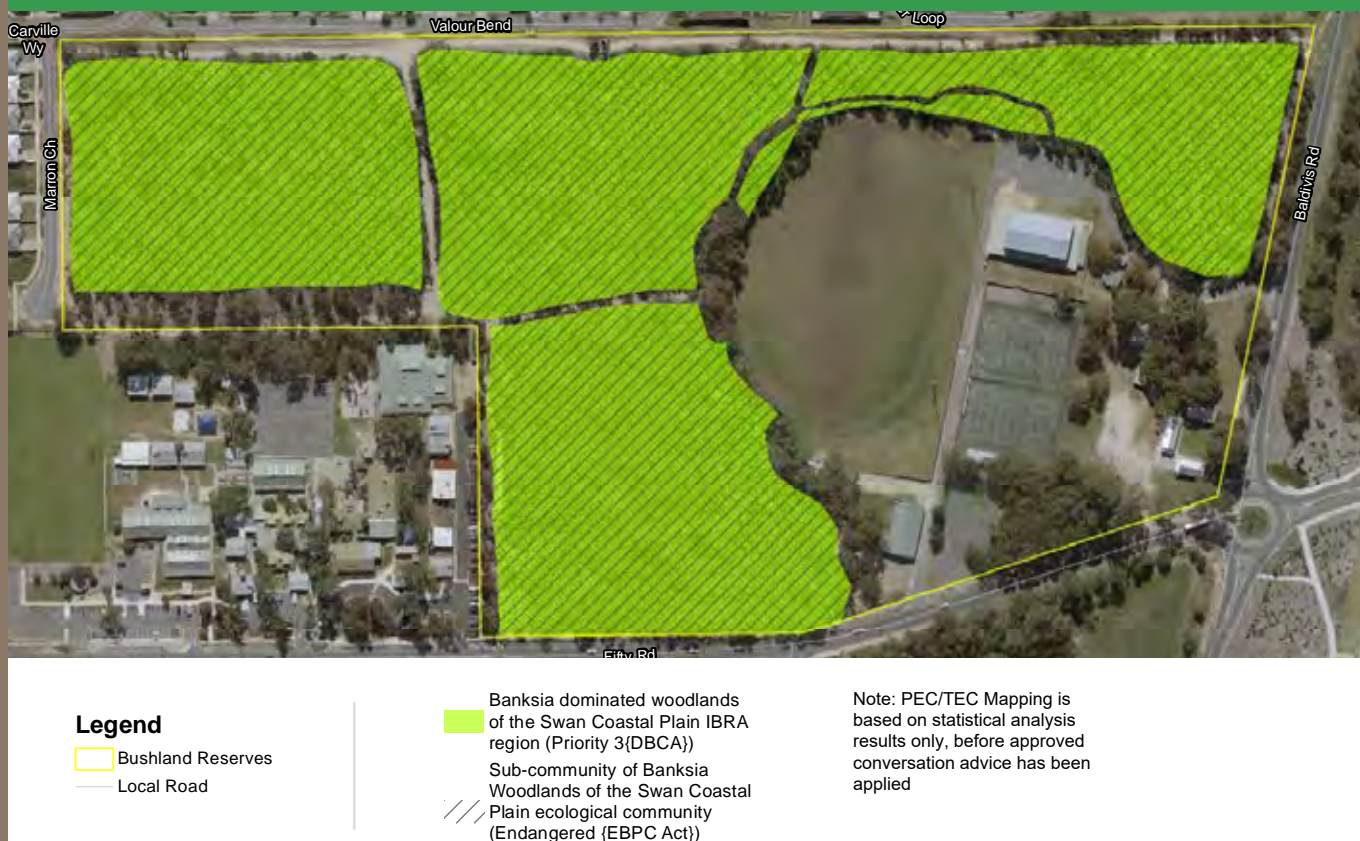 Carville
Wy
Valour Bend
Loop
Marron Ch
Baldivis Rd
Fifty Rd
Legend
Bushland Reserves
Local Road
Banksia dominated woodlands
of the Swan Coastal Plain IBRA
region (Priority 3{DBCA})
Sub-community of Banksia
Woodlands of the Swan Coastal
Plain ecological community
(Endangered {EBPC Act})
Note: PEC/TEC Mapping is
based on statistical analysis
results only, before approved
conversation advice has been
applied